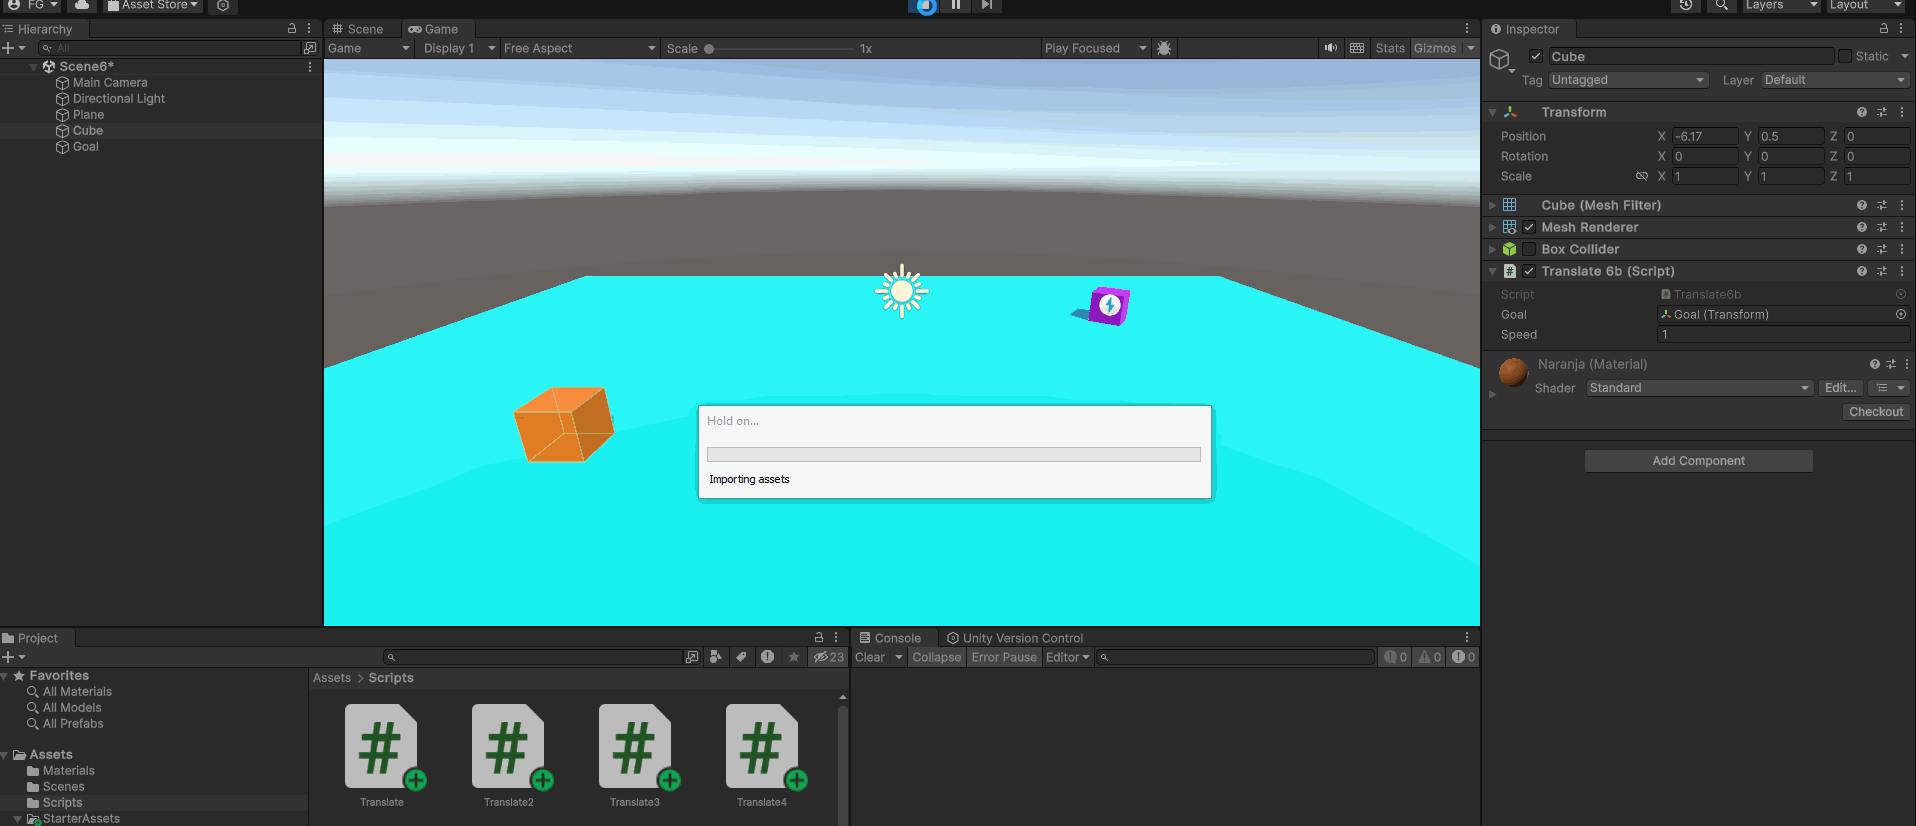 FG
Asset Store
Layers
Layout
Hierarchy
All
Scene6*
Main Camera
Directional Light
Plane
Cube
Goal
Scene
Game
Game
Display 1
Free Aspect
Scale
1x
Play Focused
Stats
Gizmos
Hold on...
Importing assets
Inspector
Cube
Static
Tag
Untagged
Layer
Default
Transform
Position
X
-6.17
Y
0.5
Z
0
Rotation
X
0
Y
0
Z
0
Scale
X
1
Y
1
Z
1
Cube (Mesh Filter)
Mesh Renderer
Box Collider
Translate 6b (Script)
Script
Translate6b
Goal
Goal (Transform)
Speed
1
Naranja (Material)
Shader
Standard
Edit...
Checkout
Add Component
Project
23
Favorites
All Materials
All Models
All Prefabs
Assets
Materials
Scenes
Scripts
StarterAssets
Assets > Scripts
Translate
Translate2
Translate3
Translate4
Console
Unity Version Control
Clear
Collapse
Error Pause
Editor
0
0
0